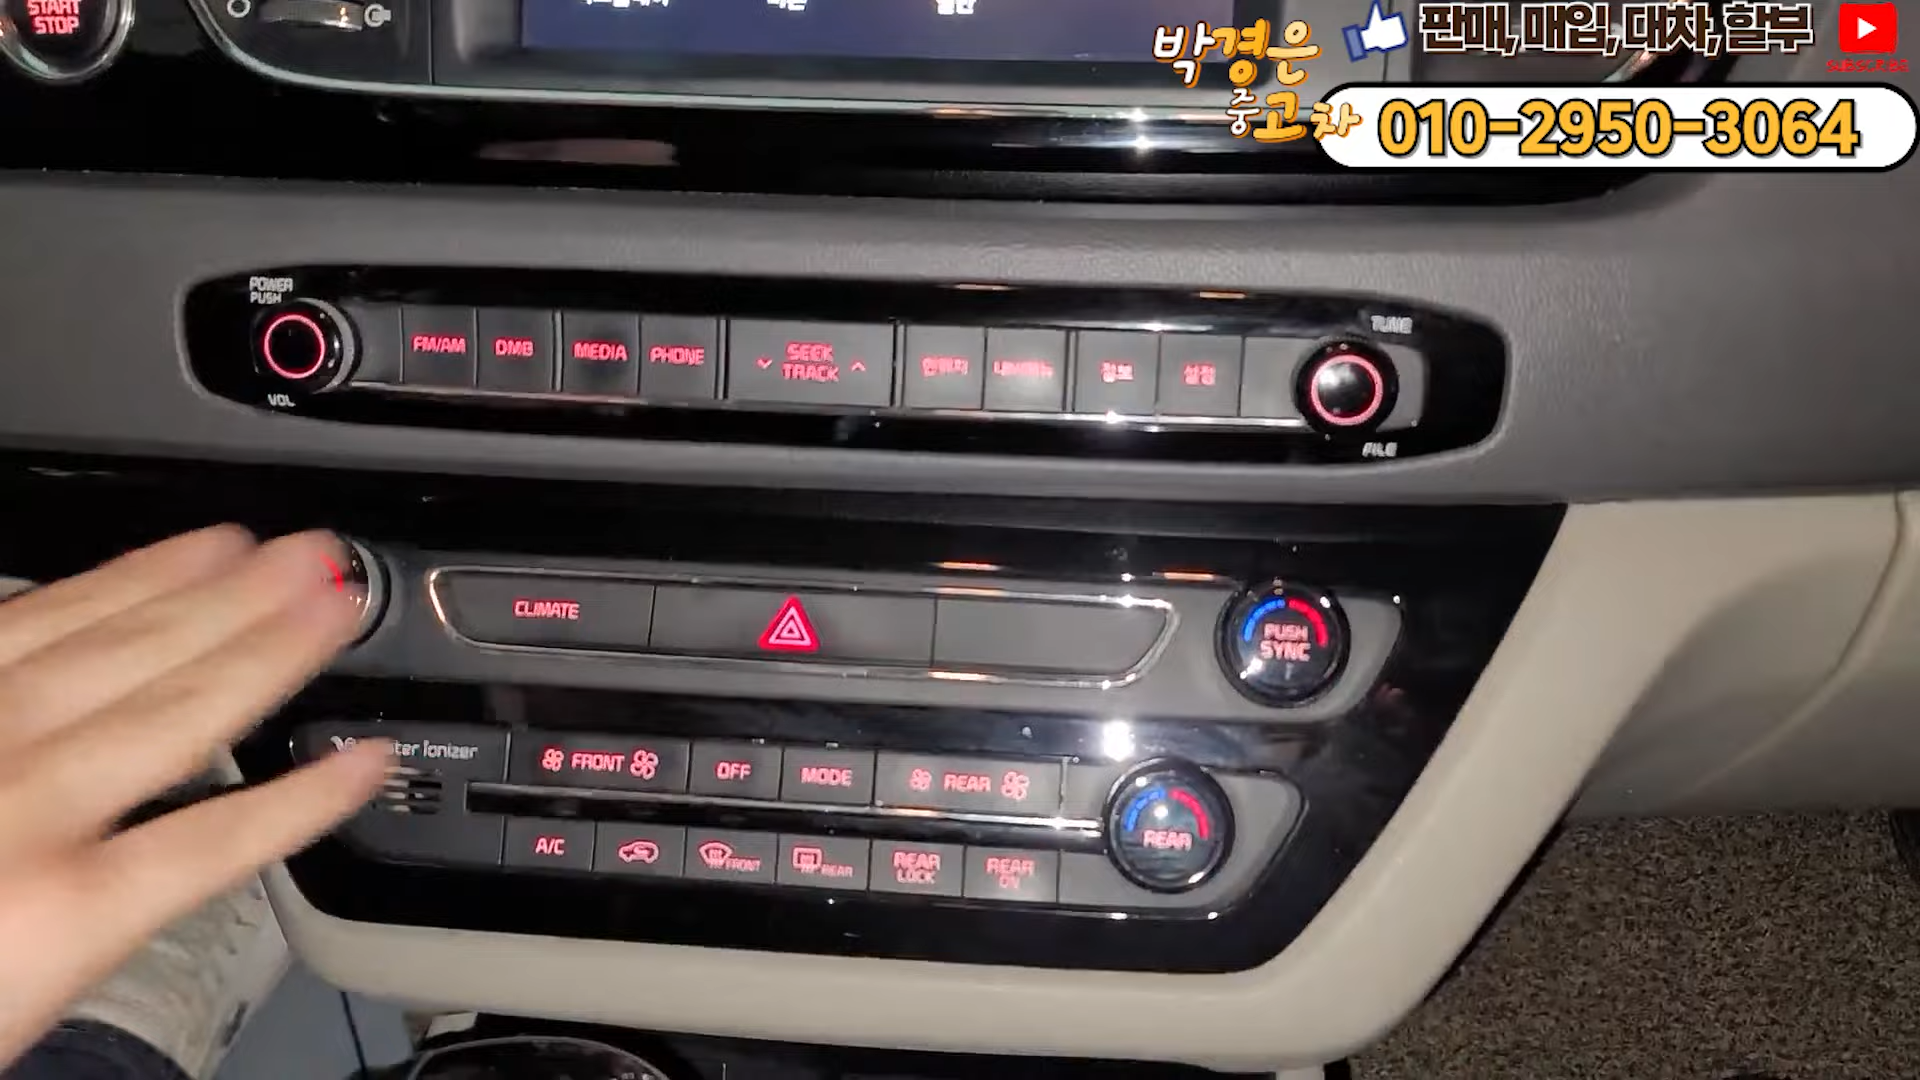 START
STOP
박경은
중고차
판매, 매입, 대차, 할부
SUBSCRIBE
010-2950-3064
POWER
PUSH
VOL
FM/AM
DMB
MEDIA
PHONE
SEEK
TRACK
정보
설정
TUNE
FILE
CLIMATE
PUSH
SYNC
Ionizer
FRONT
OFF
MODE
REAR
A/C
FRONT
REAR
REAR
LOCK
REAR
ON
REAR